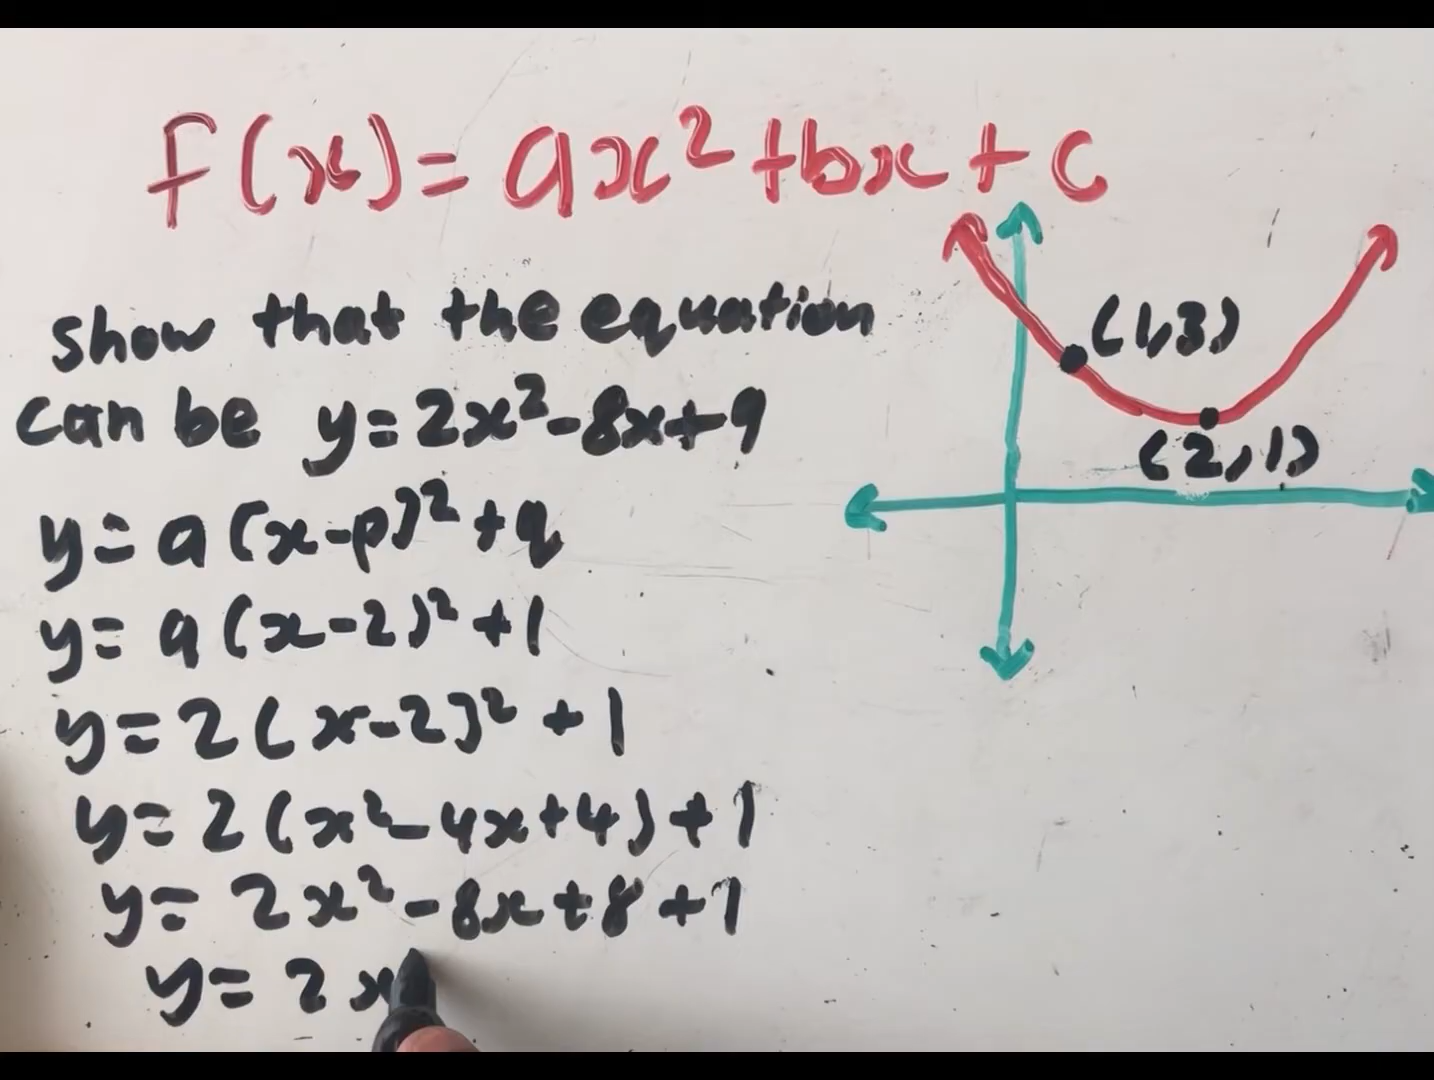 f(x) = ax² + bx + c
show that the equation
can be y = 2x² - 8x + 9
(1,3)
(2,1)
y = a(x-p)² + q
y = a(x-2)² + 1
y = 2(x-2)² + 1
y = 2(x² - 4x + 4) + 1
y = 2x² - 8x + 8 + 1
y = 2x